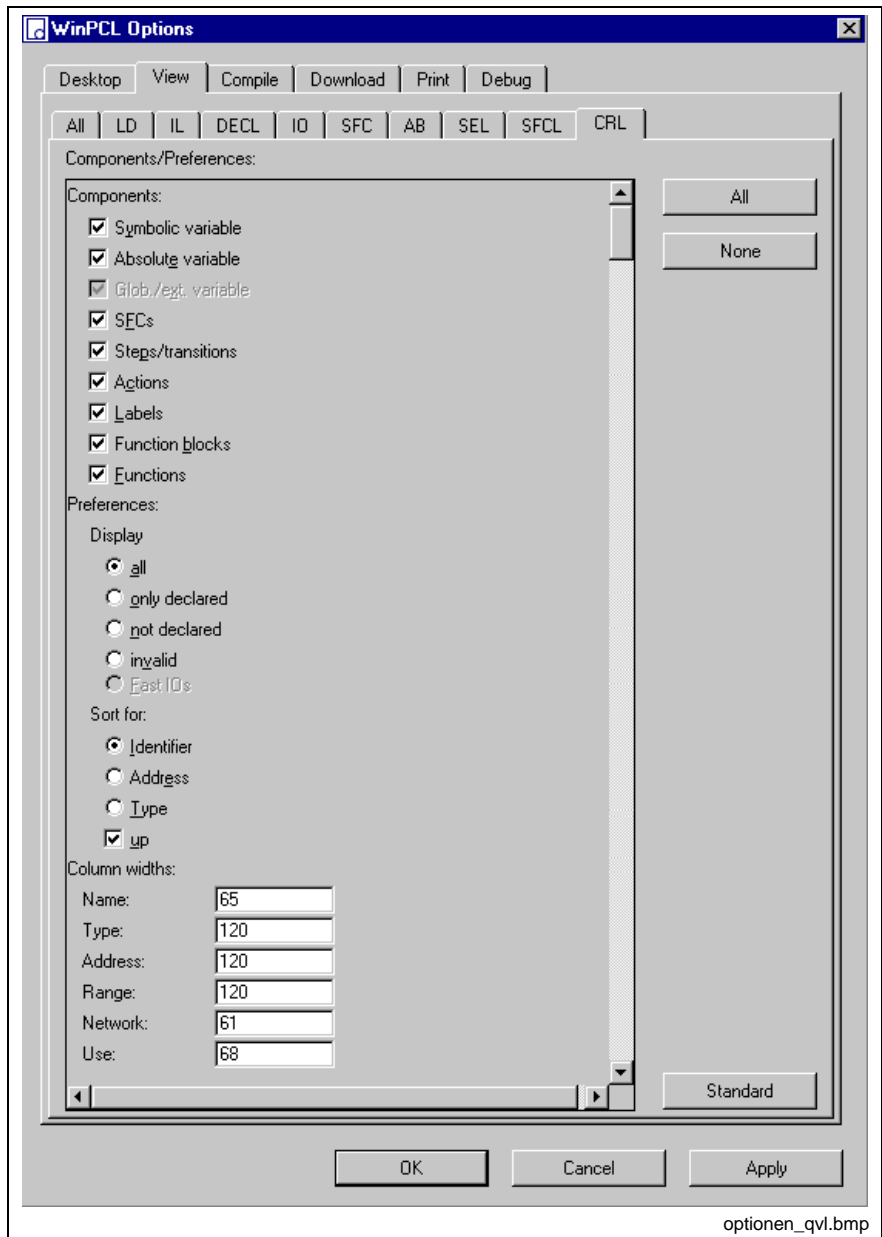 WinPCL Options
Desktop View Compile Download Print Debug
All LD IL DECL IO SFC AB SEL SFCL CRL
Components/Preferences:
Components:
All
Symbolic variable
Absolute variable
None
Glob./ext. variable
SFCs
Steps/transitions
Actions
Labels
Function blocks
Functions
Preferences:
Display
all
only declared
not declared
invalid
Fast IOs
Sort for:
Identifier
Address
Type
up
Column widths:
Name: 65
Type: 120
Address: 120
Range: 120
Network: 61
Use: 68
Standard
OK Cancel Apply
optionen_qvl.bmp